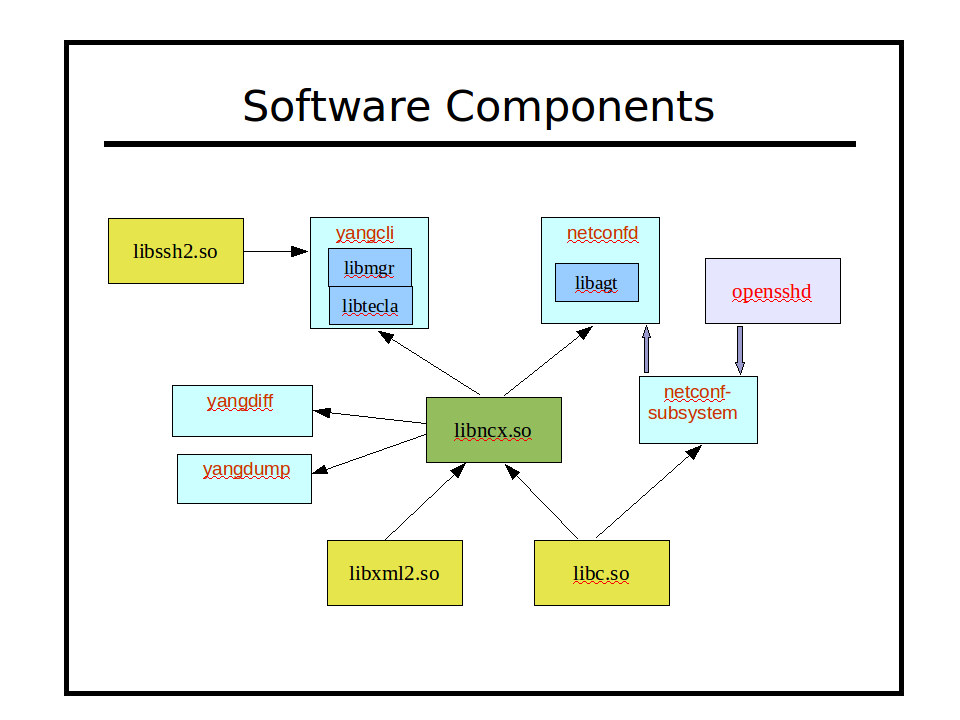 Software Components
libssh2.so
yangcli
libmgr
libtecla
netconfd
libagt
opensshd
netconf-
subsystem
yangdiff
libncx.so
yangdump
libxml2.so
libc.so